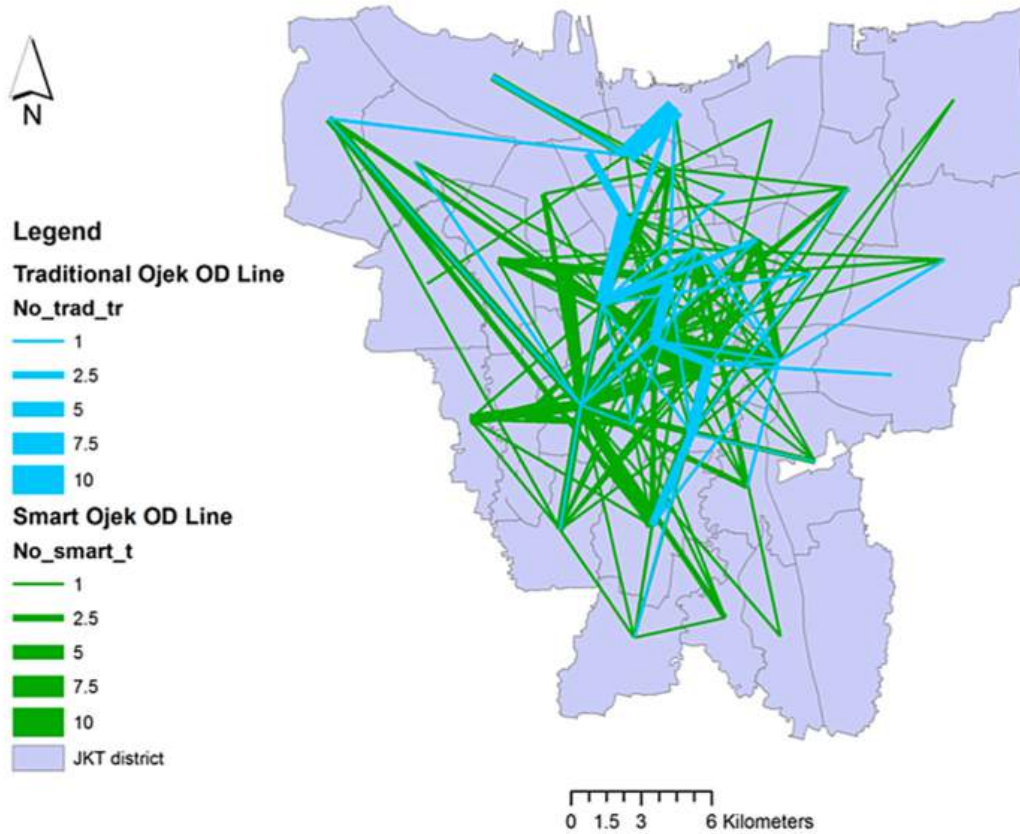 N
Legend
Traditional Ojek OD Line
No_trad_tr
1
2.5
5
7.5
10
Smart Ojek OD Line
No_smart_t
1
2.5
5
7.5
10
JKT district
0 1.5 3 6 Kilometers